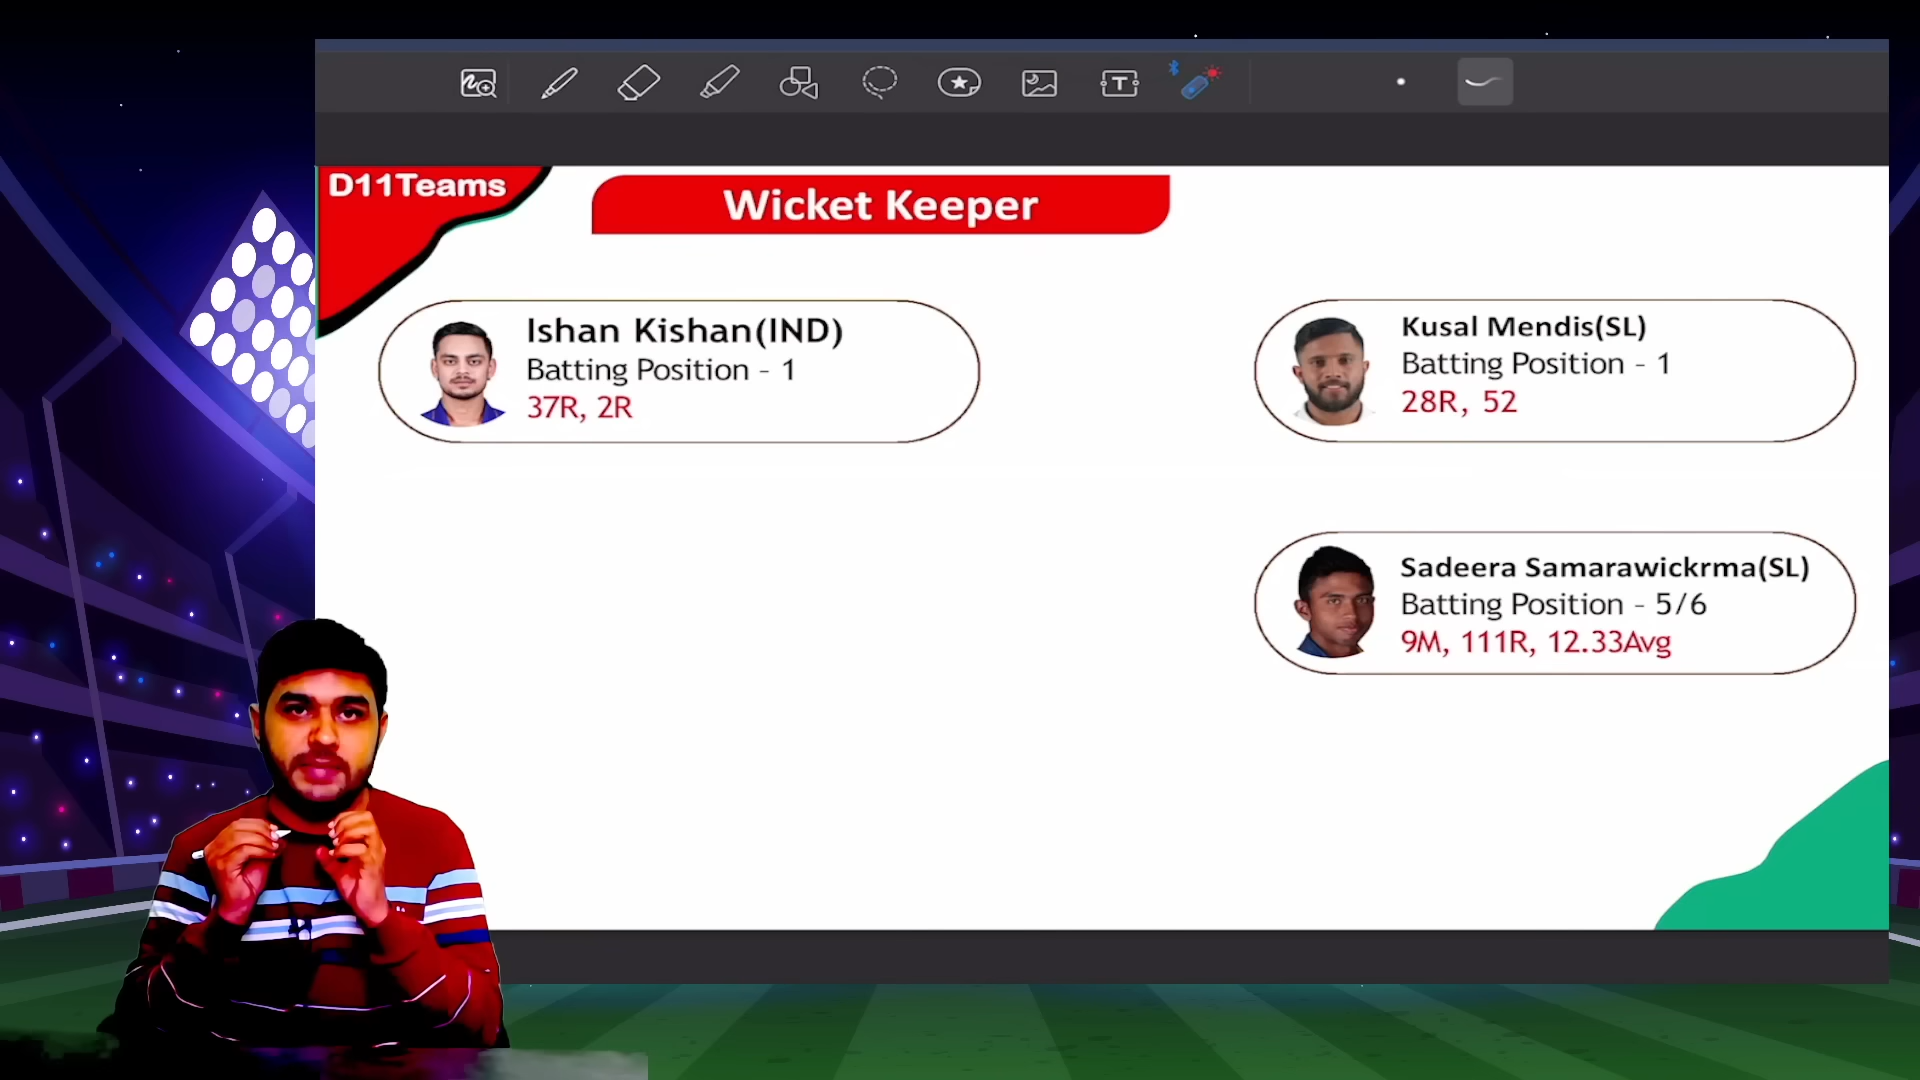 D11Teams
Wicket Keeper
Ishan Kishan(IND)
Batting Position - 1
37R, 2R
Kusal Mendis(SL)
Batting Position - 1
28R, 52
Sadeera Samarawickrma(SL)
Batting Position - 5/6
9M, 111R, 12.33Avg